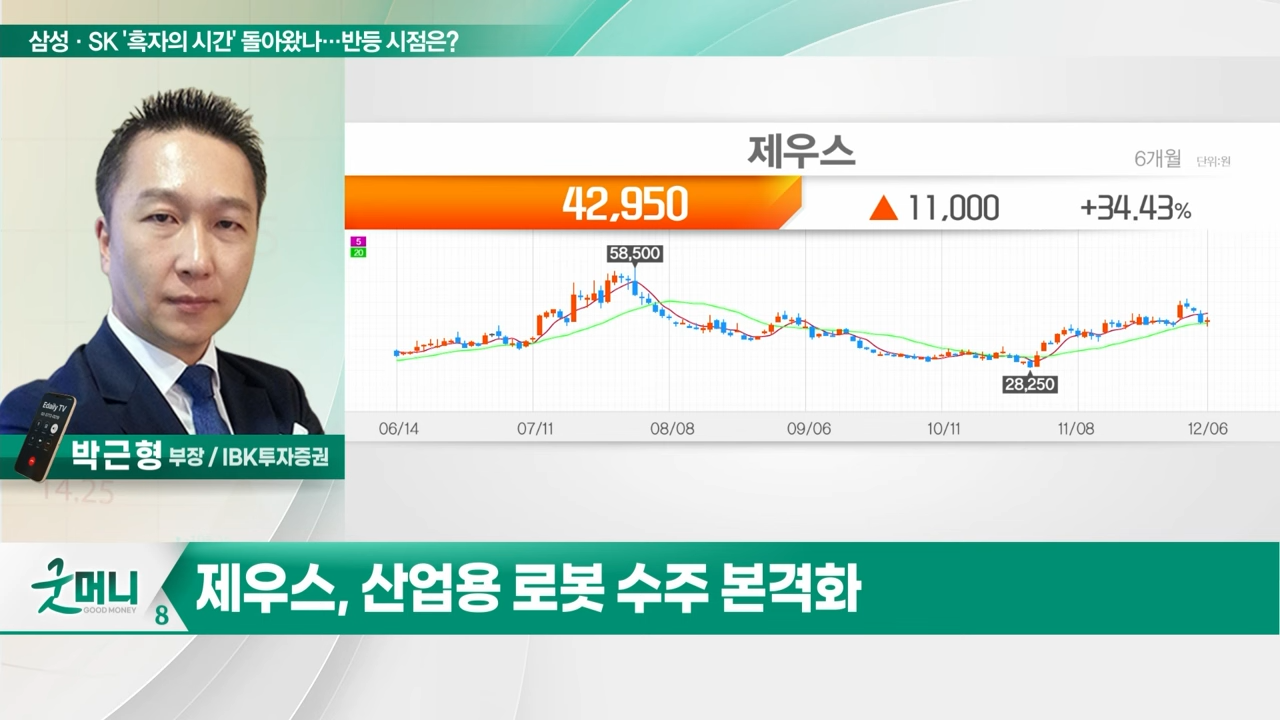 삼성·SK '흑자의 시간' 돌아왔나…반등 시점은?
제우스
6개월 단위:원
42,950 ▲ 11,000 +34.43%
5
20
58,500
28,250
06/14 07/11 08/08 09/06 10/11 11/08 12/06
Edaily TV
박근형 부장 / IBK투자증권
14.25
굿머니
GOOD MONEY
8
제우스, 산업용 로봇 수주 본격화